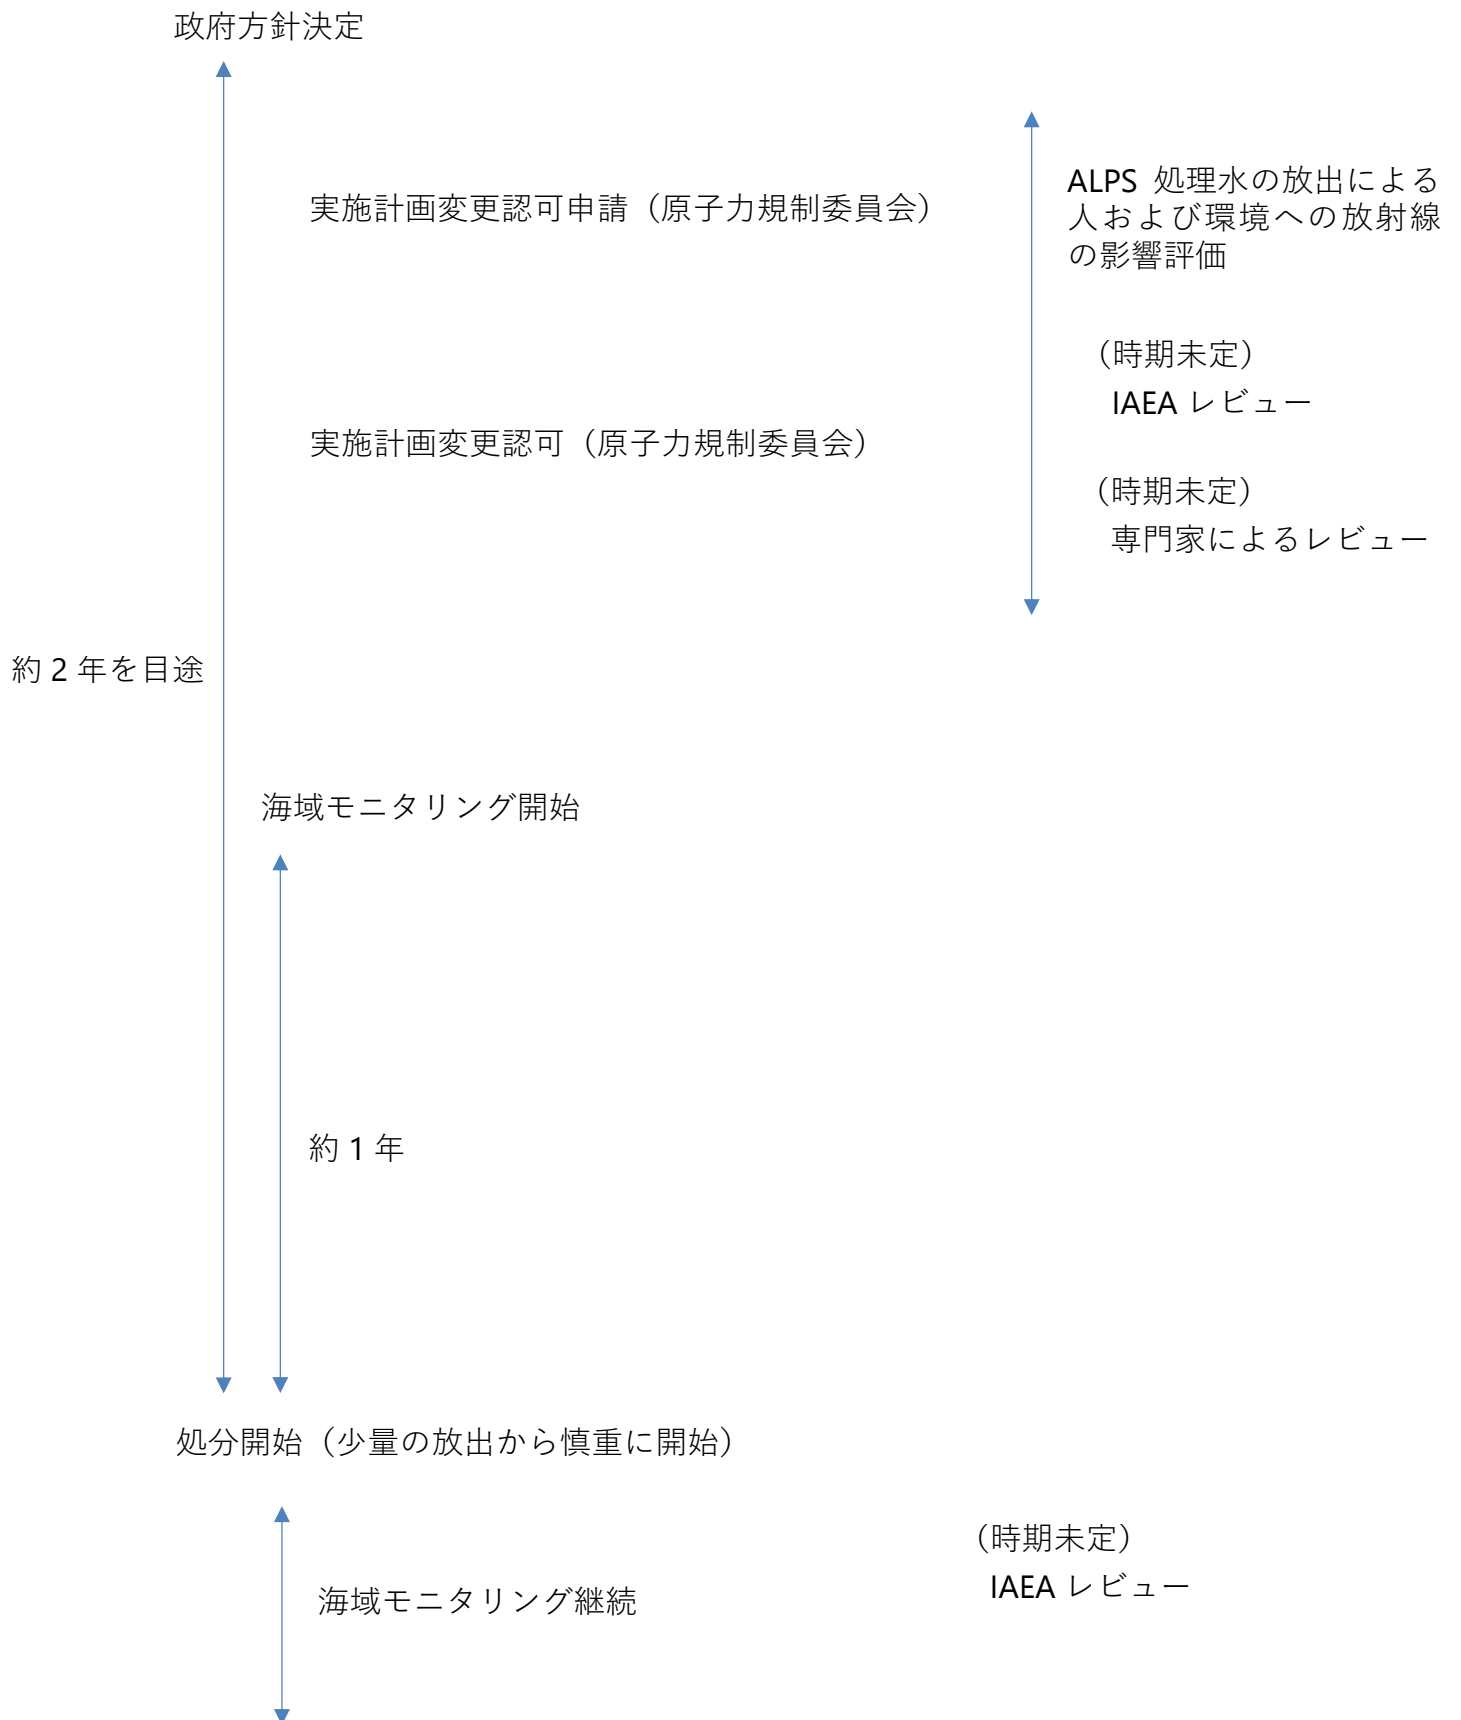 政府方針決定
実施計画変更認可申請（原子力規制委員会）
ALPS 処理水の放出による
人および環境への放射線
の影響評価
（時期未定）
IAEA レビュー
実施計画変更認可（原子力規制委員会）
（時期未定）
専門家によるレビュー
約 2 年を目途
海域モニタリング開始
約 1 年
処分開始（少量の放出から慎重に開始）
（時期未定）
IAEA レビュー
海域モニタリング継続